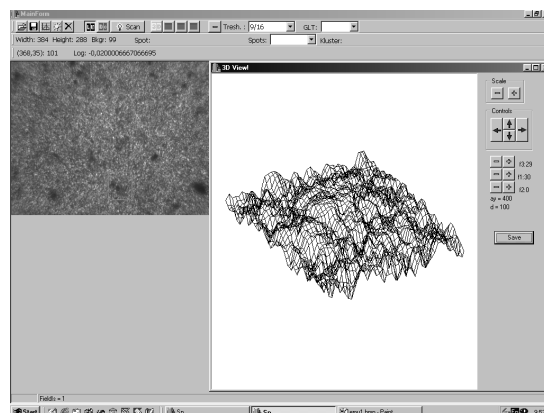 MainForm
Scan Tresh. : 9/16 GLT:
Width: 384 Height: 288 Bkgr: 99 Spot: Spots: Kluster:
(368,35): 101 Log: -0,0200006667066695
3D View!
Scale
Controls
f3:29
f1:30
f2:0
ay = 400
d = 100
Save
Fields = 1
Start